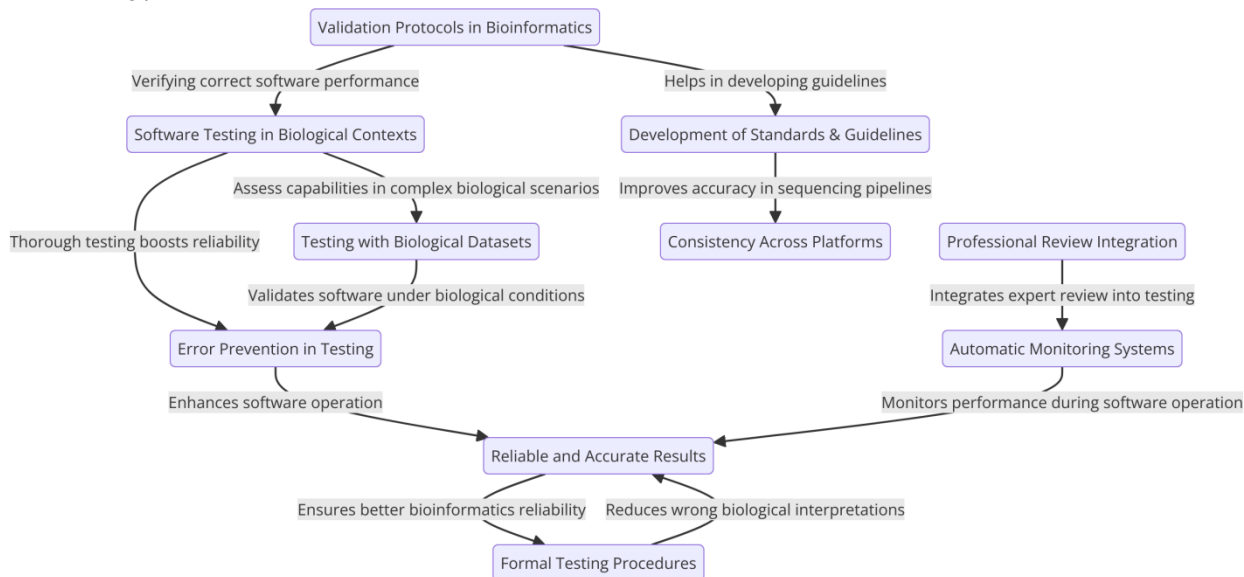 Validation Protocols in Bioinformatics
Verifying correct software performance
Helps in developing guidelines
Software Testing in Biological Contexts
Development of Standards & Guidelines
Assess capabilities in complex biological scenarios
Improves accuracy in sequencing pipelines
Thorough testing boosts reliability
Testing with Biological Datasets
Consistency Across Platforms
Professional Review Integration
Validates software under biological conditions
Integrates expert review into testing
Error Prevention in Testing
Automatic Monitoring Systems
Enhances software operation
Monitors performance during software operation
Reliable and Accurate Results
Ensures better bioinformatics reliability
Reduces wrong biological interpretations
Formal Testing Procedures